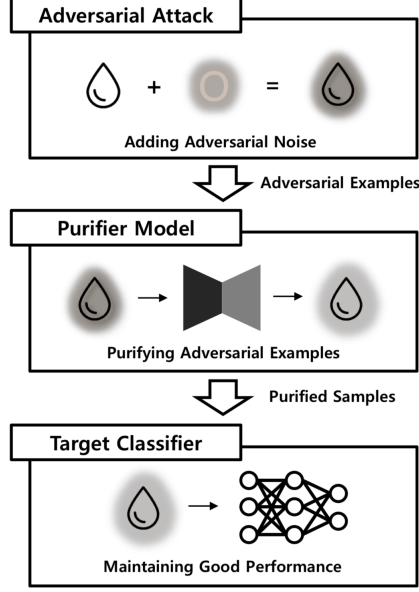 Adversarial Attack
+
=
Adding Adversarial Noise
Adversarial Examples
Purifier Model
Purifying Adversarial Examples
Purified Samples
Target Classifier
Maintaining Good Performance